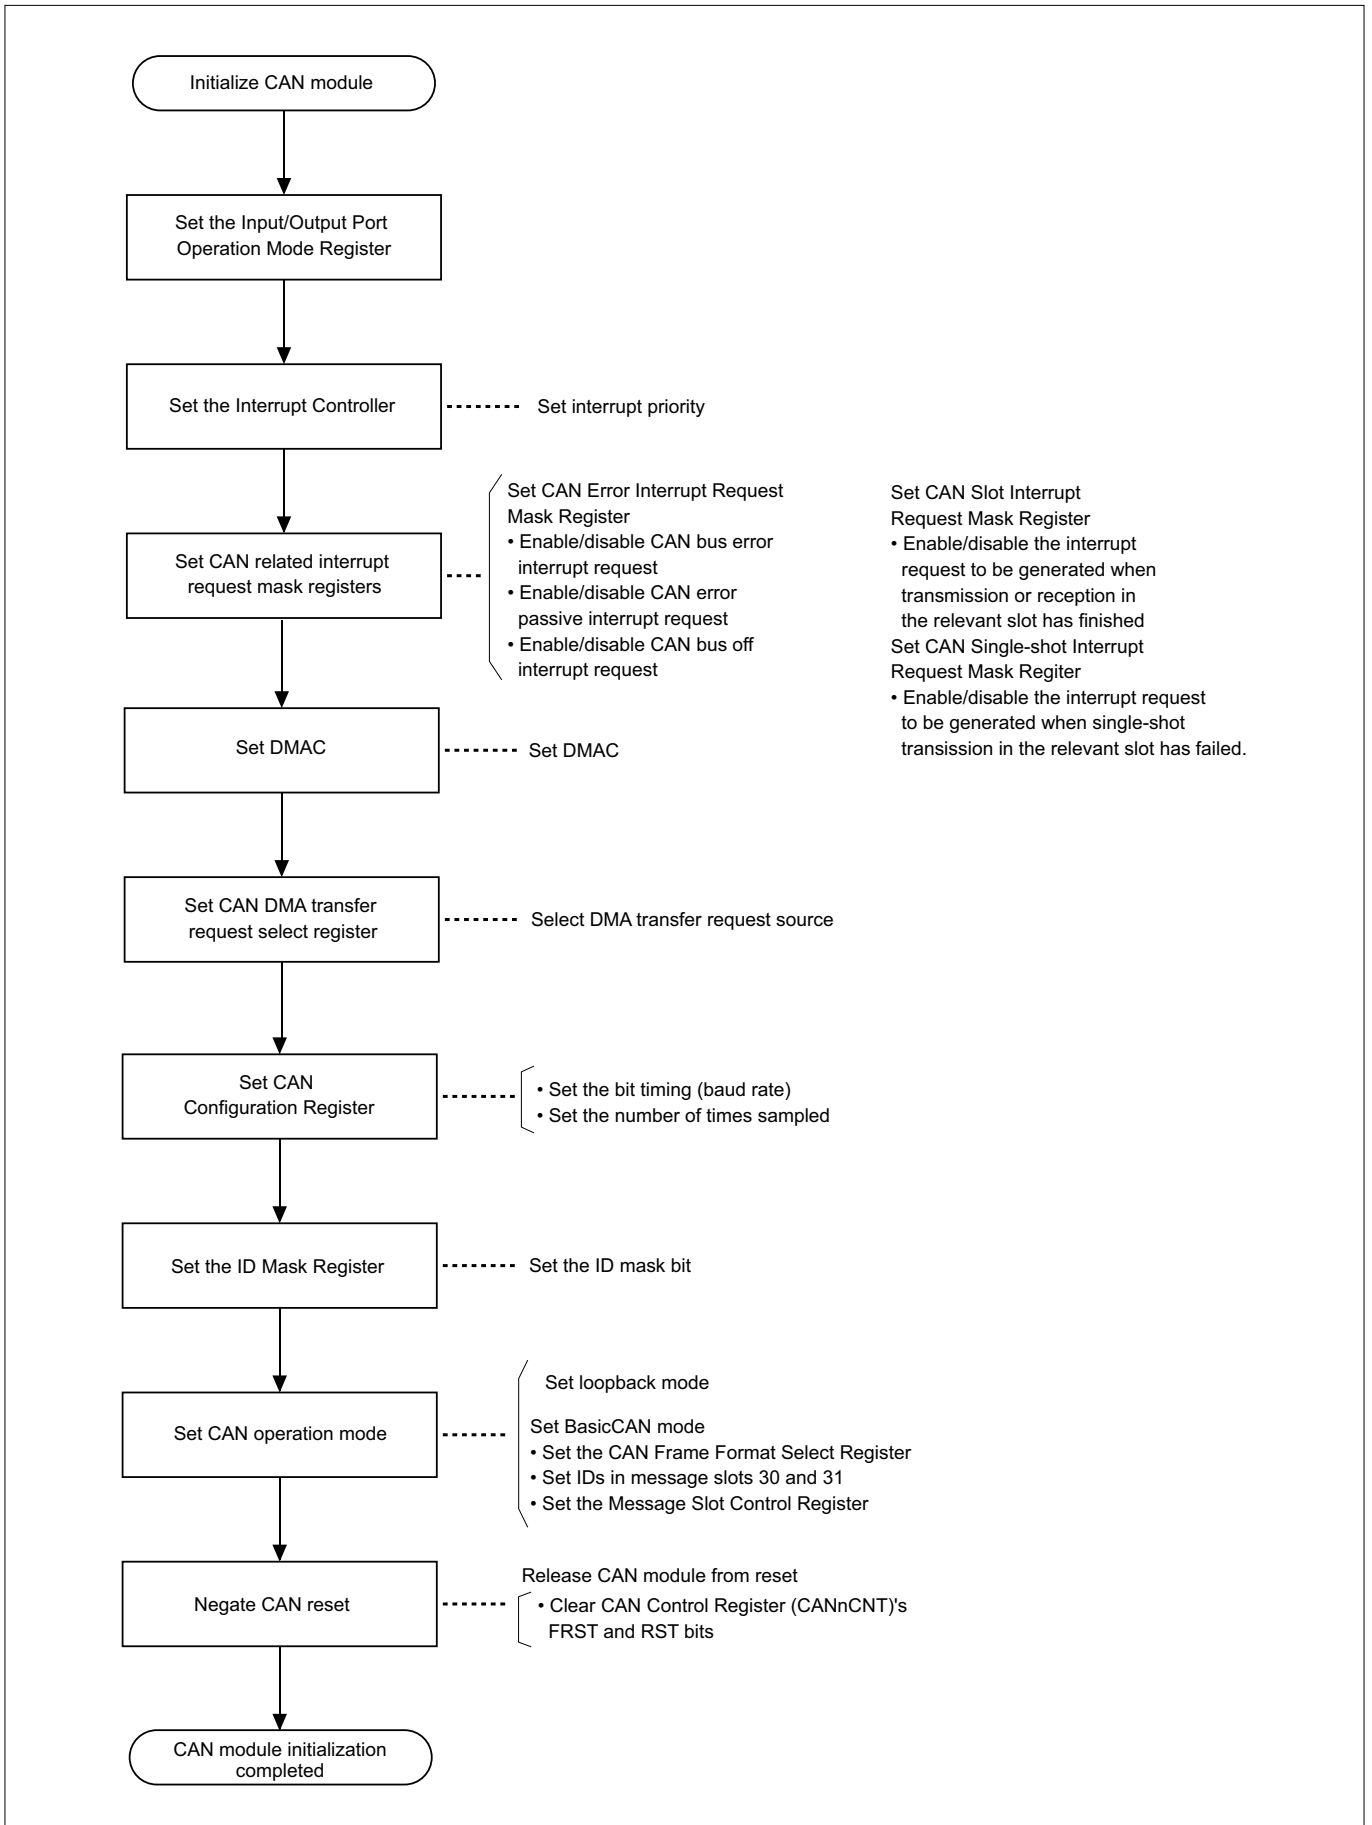 Initialize CAN module
Set the Input/Output Port
Operation Mode Register
Set the Interrupt Controller
Set interrupt priority
Set CAN related interrupt
request mask registers
Set CAN Error Interrupt Request
Mask Register
• Enable/disable CAN bus error
interrupt request
• Enable/disable CAN error
passive interrupt request
• Enable/disable CAN bus off
interrupt request
Set CAN Slot Interrupt
Request Mask Register
• Enable/disable the interrupt
request to be generated when
transmission or reception in
the relevant slot has finished
Set CAN Single-shot Interrupt
Request Mask Regiter
• Enable/disable the interrupt request
to be generated when single-shot
transission in the relevant slot has failed.
Set DMAC
Set DMAC
Set CAN DMA transfer
request select register
Select DMA transfer request source
Set CAN
Configuration Register
• Set the bit timing (baud rate)
• Set the number of times sampled
Set the ID Mask Register
Set the ID mask bit
Set CAN operation mode
Set loopback mode
Set BasicCAN mode
• Set the CAN Frame Format Select Register
• Set IDs in message slots 30 and 31
• Set the Message Slot Control Register
Negate CAN reset
Release CAN module from reset
• Clear CAN Control Register (CANnCNT)'s
FRST and RST bits
CAN module initialization
completed